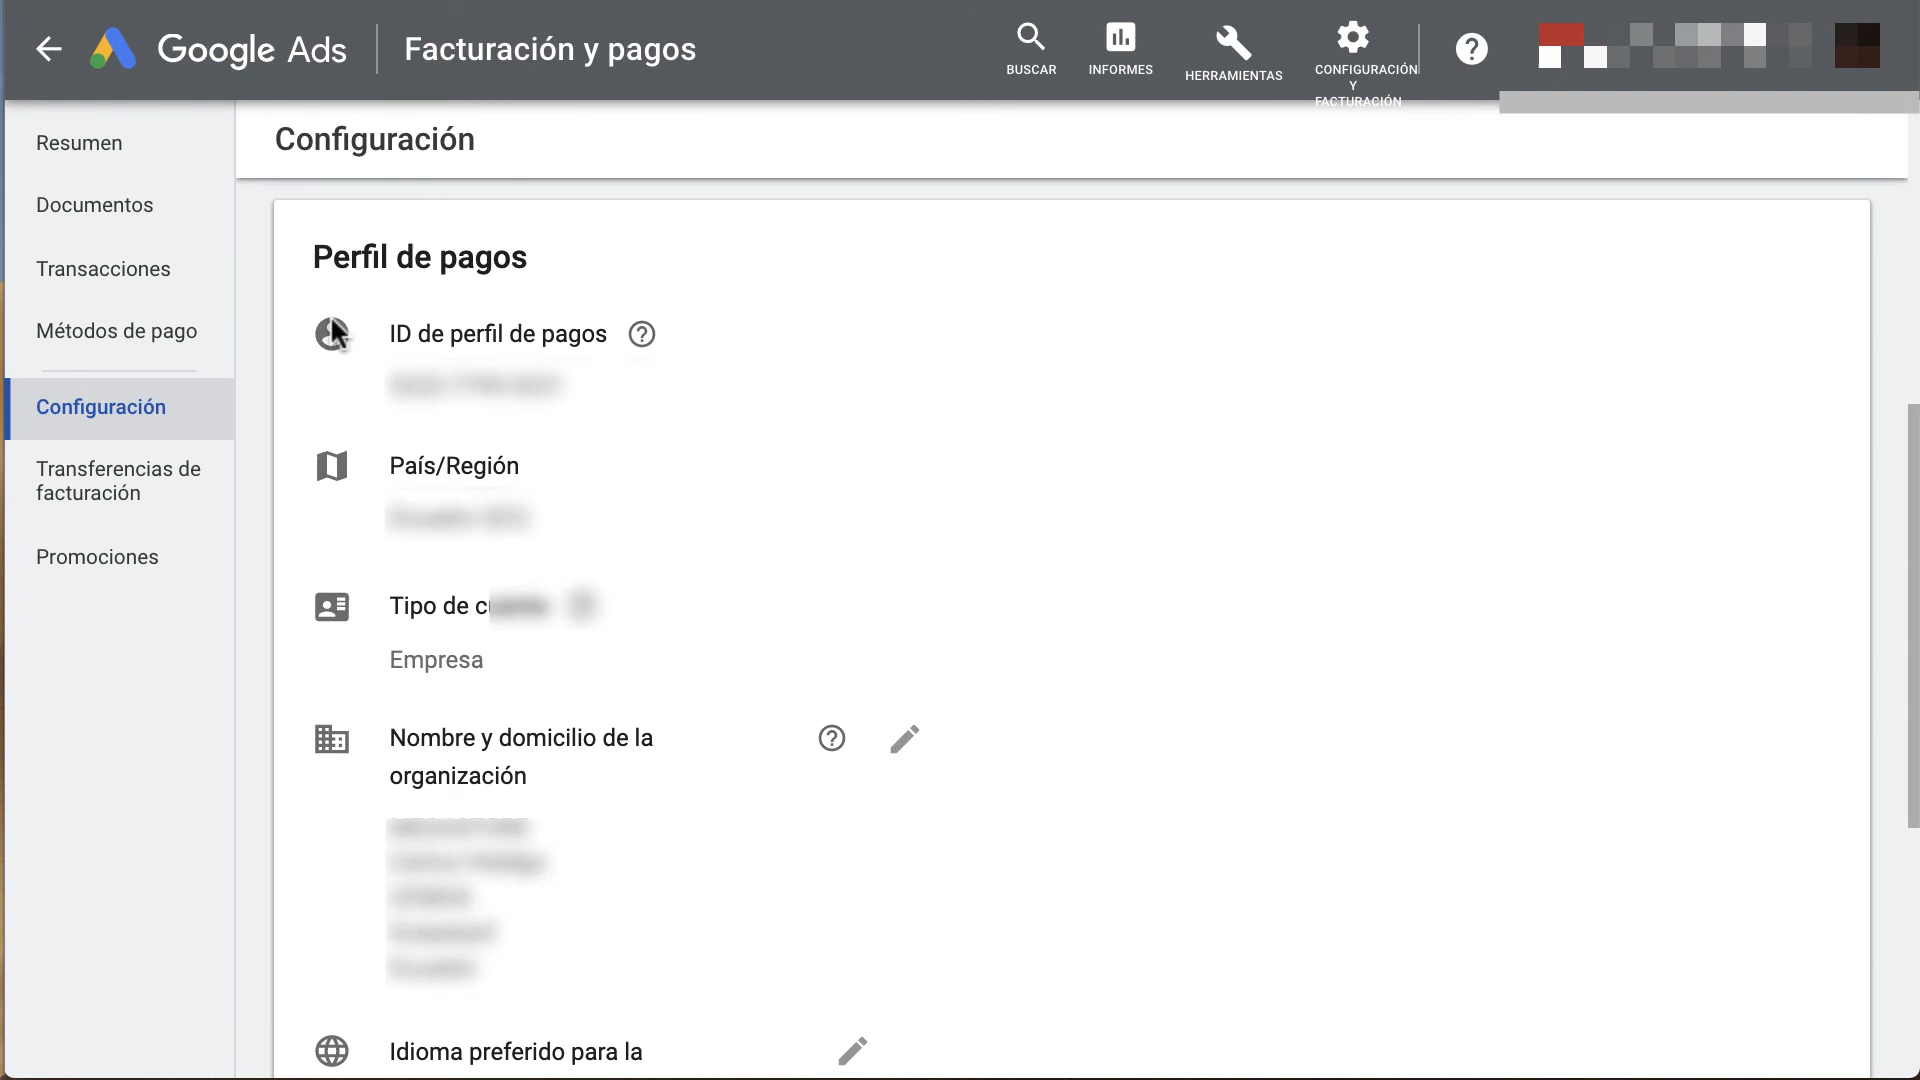 Google Ads
Facturación y pagos
BUSCAR
INFORMES
HERRAMIENTAS
CONFIGURACIÓN
Y
FACTURACIÓN
Resumen
Documentos
Transacciones
Métodos de pago
Configuración
Transferencias de
facturación
Promociones
Configuración
Perfil de pagos
ID de perfil de pagos
País/Región
Tipo de
Empresa
Nombre y domicilio de la
organización
Idioma preferido para la